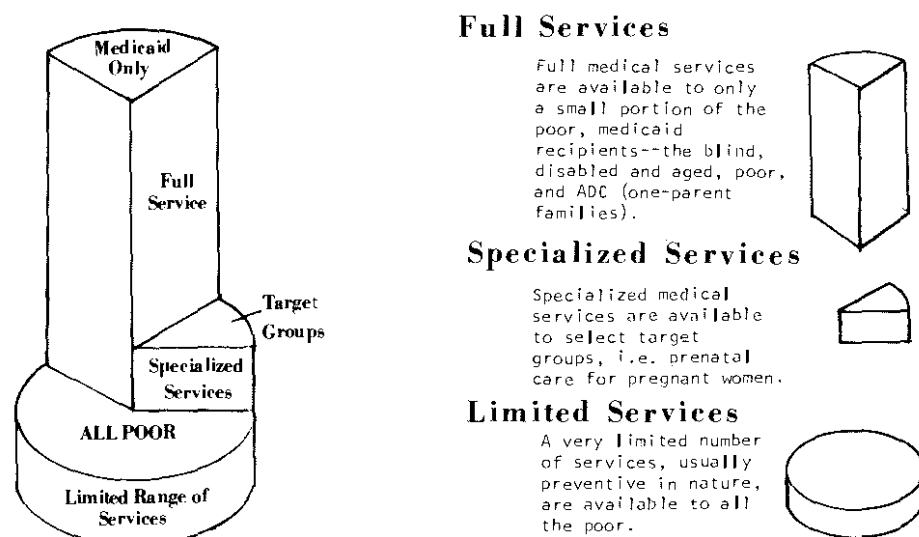 Medicaid
Only
Full
Service
Target
Groups
Specialized
Services
ALL POOR
Limited Range of
Services
Full Services
Full medical services
are available to only
a small portion of the
poor, medicaid
recipients--the blind,
disabled and aged, poor,
and ADC (one-parent
families).
Specialized Services
Specialized medical
services are available
to select target
groups, i.e. prenatal
care for pregnant women.
Limited Services
A very limited number
of services, usually
preventive in nature,
are available to all
the poor.